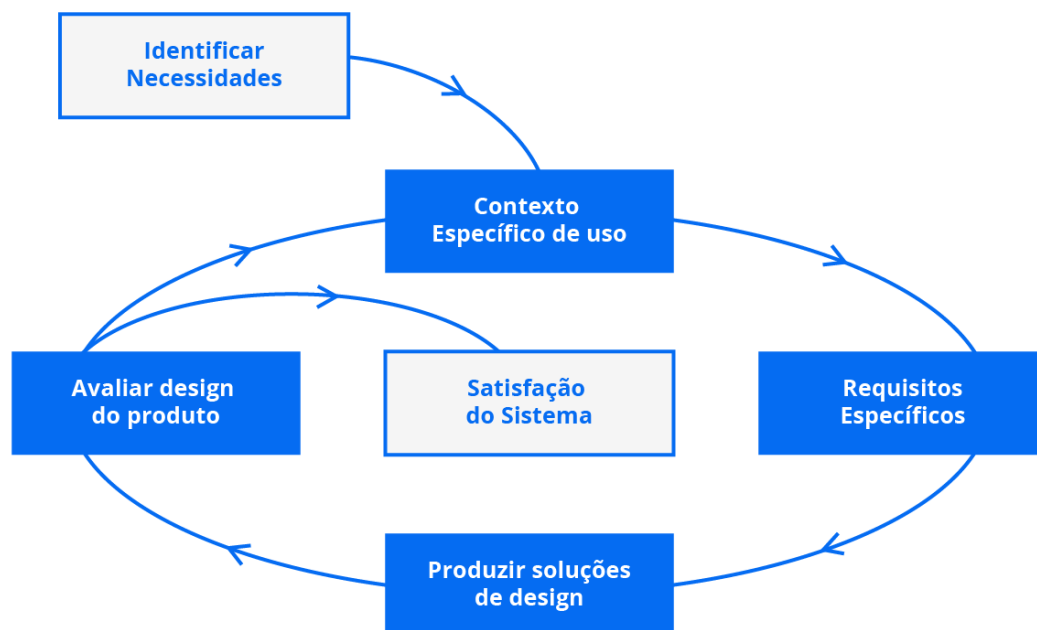 Identificar
Necessidades
Contexto
Específico de uso
Avaliar design
do produto
Satisfação
do Sistema
Requisitos
Específicos
Produzir soluções
de design